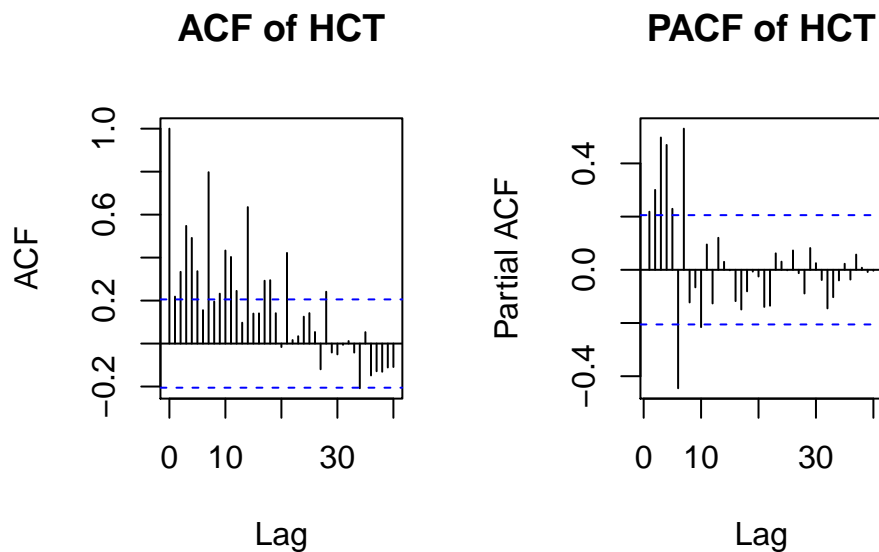 ACF of HCT
ACF
1.0
0.6
0.2
−0.2
0
10
30
Lag
PACF of HCT
Partial ACF
0.4
0.0
−0.4
0
10
30
Lag